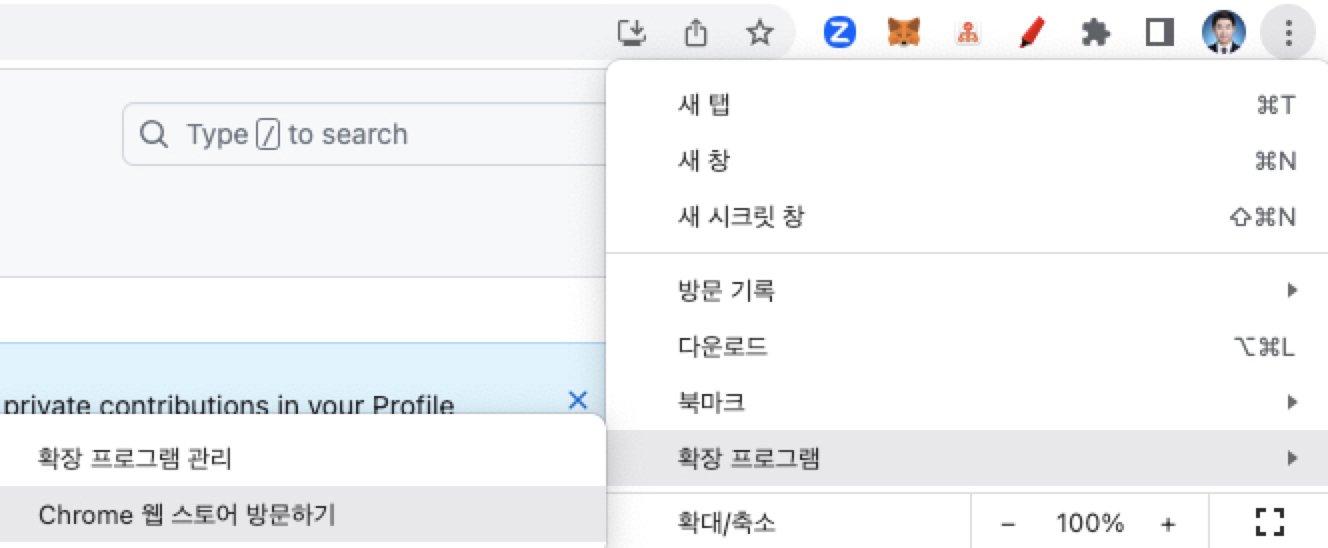 Z
Type / to search
새 탭 ⌘T
새 창 ⌘N
새 시크릿 창 ⇧⌘N
방문 기록
다운로드 ⌥⌘L
북마크
private contributions in your Profile
확장 프로그램
확장 프로그램 관리
Chrome 웹 스토어 방문하기
확대/축소 − 100% +